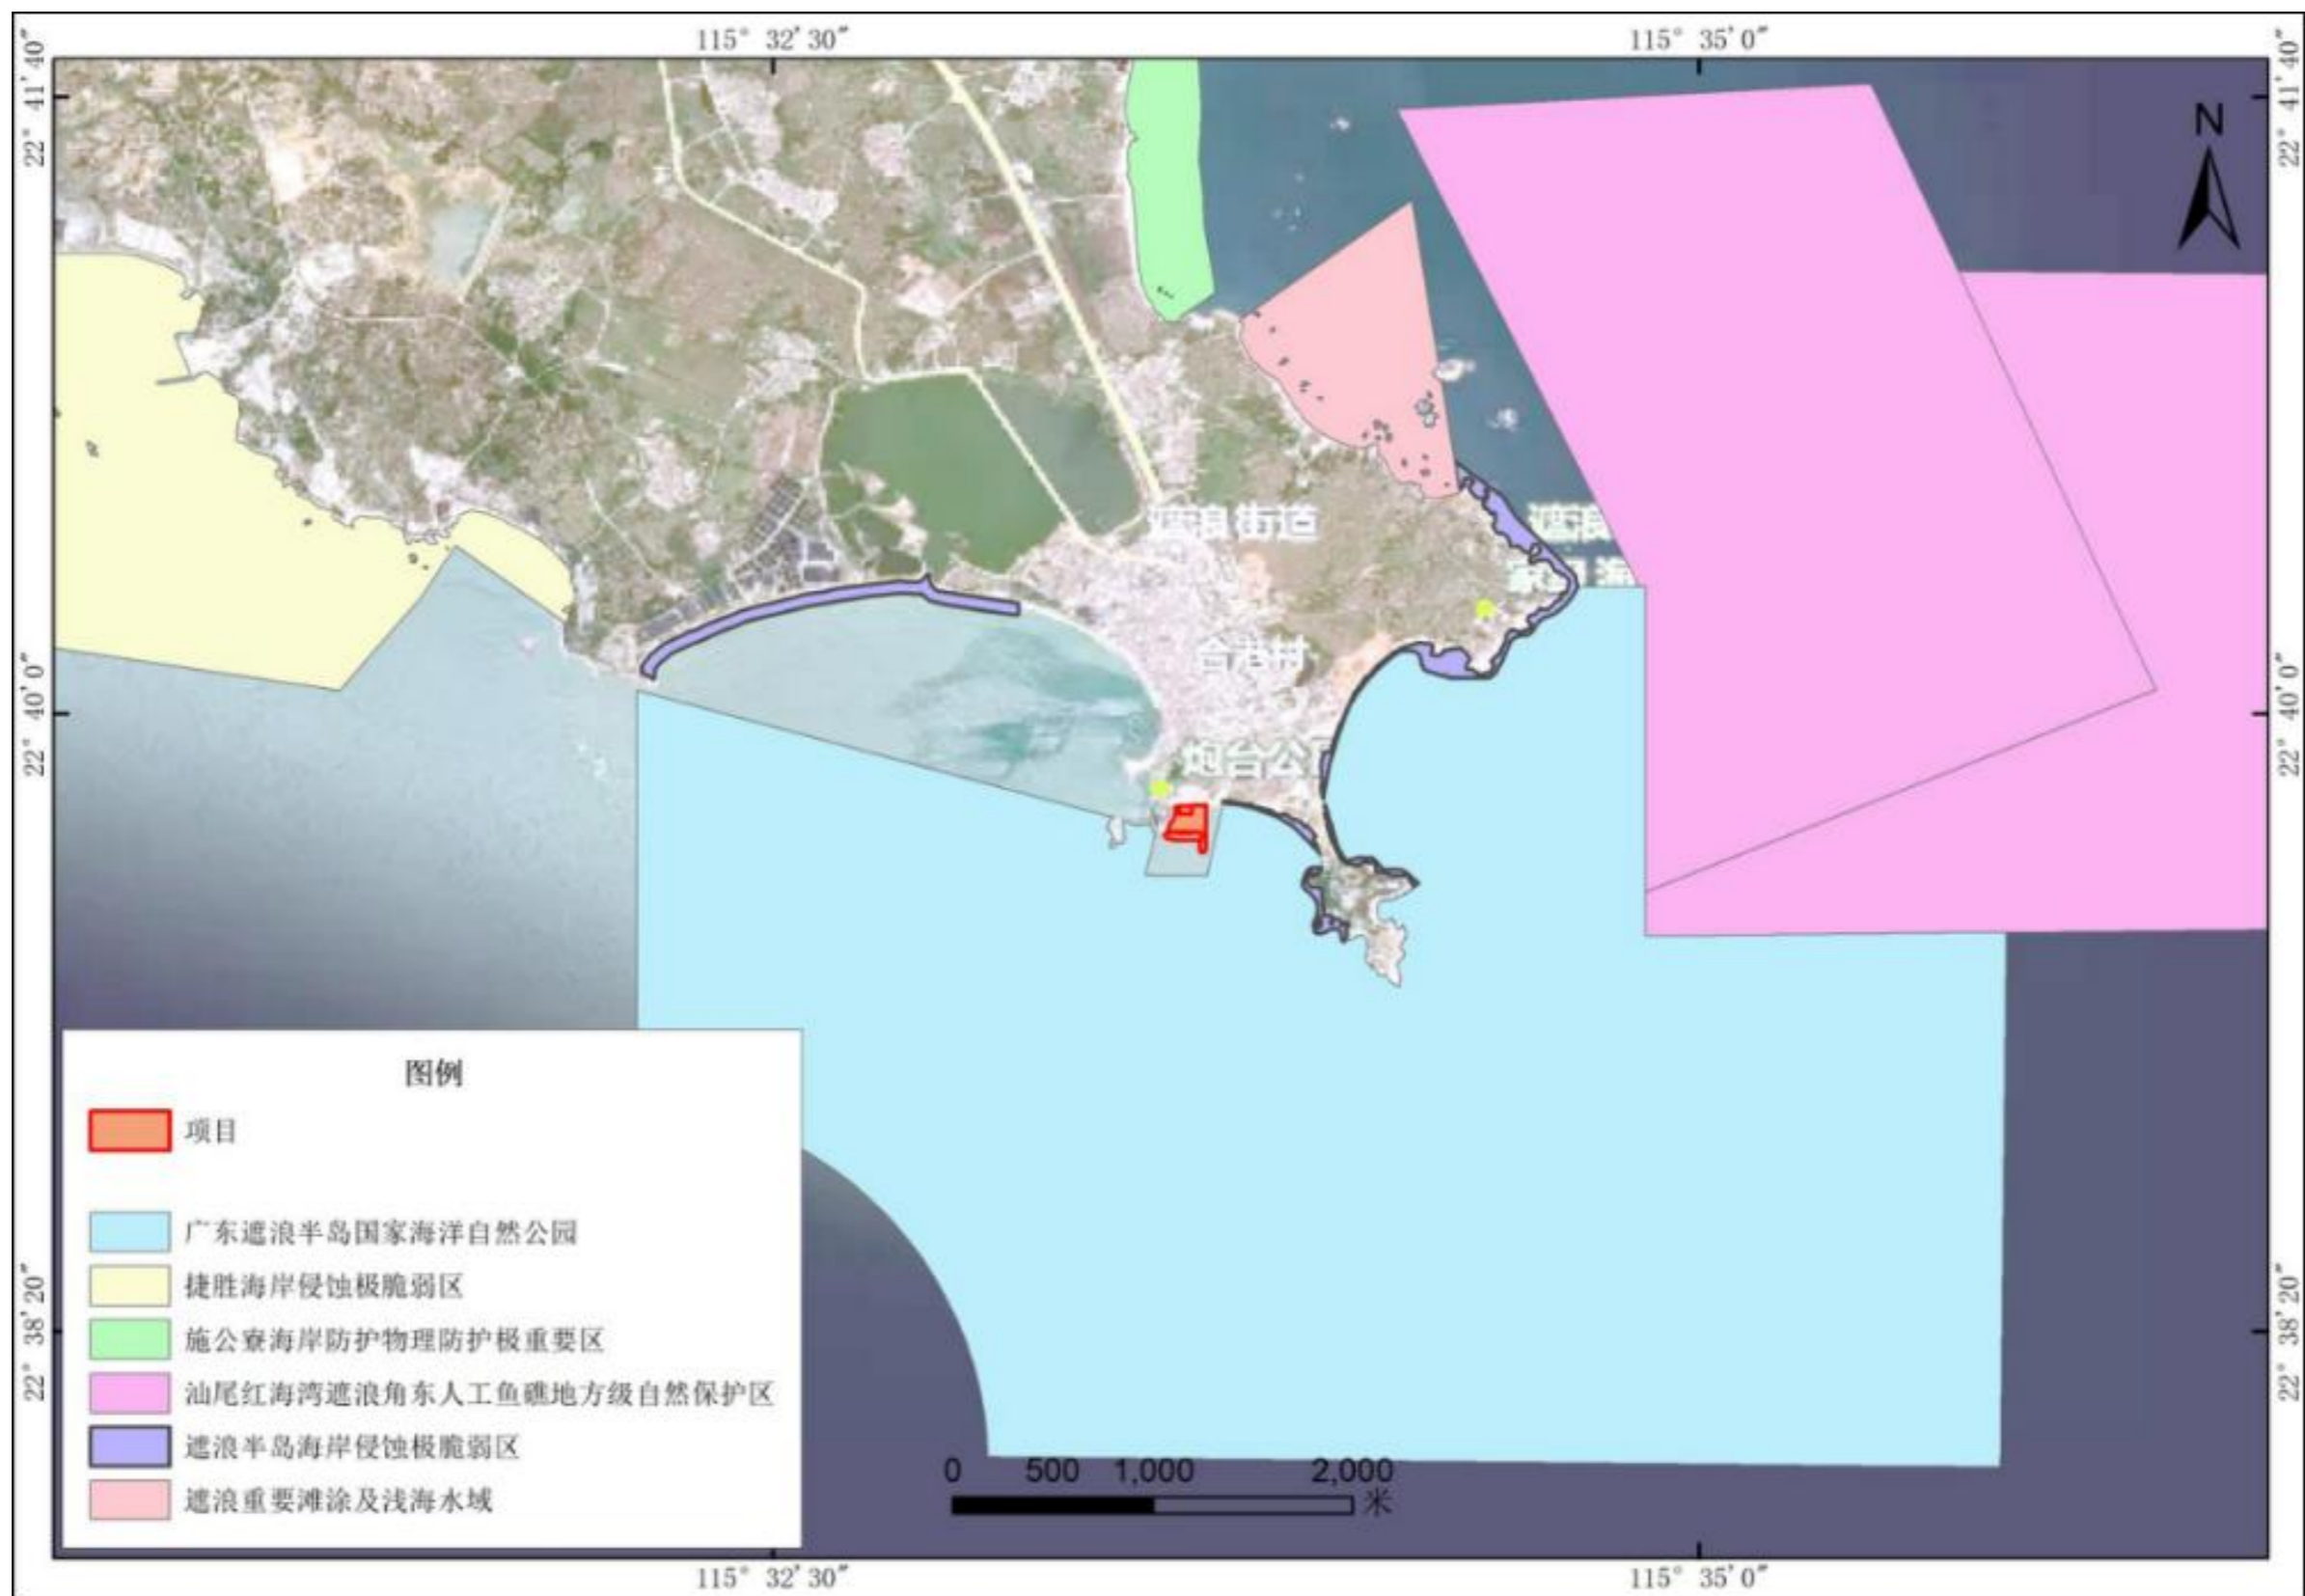 115° 32′ 30″
115° 35′ 0″
22° 41′ 40″
22° 41′ 40″
N
遮浪街道
遮浪
合港村
22° 40′ 0″
22° 40′ 0″
炮台公
图例
项目
广东遮浪半岛国家海洋自然公园
捷胜海岸侵蚀极脆弱区
施公寮海岸防护物理防护极重要区
汕尾红海湾遮浪角东人工鱼礁地方级自然保护区
遮浪半岛海岸侵蚀极脆弱区
遮浪重要滩涂及浅海水域
22° 38′ 20″
22° 38′ 20″
0 500 1,000 2,000
米
115° 32′ 30″
115° 35′ 0″